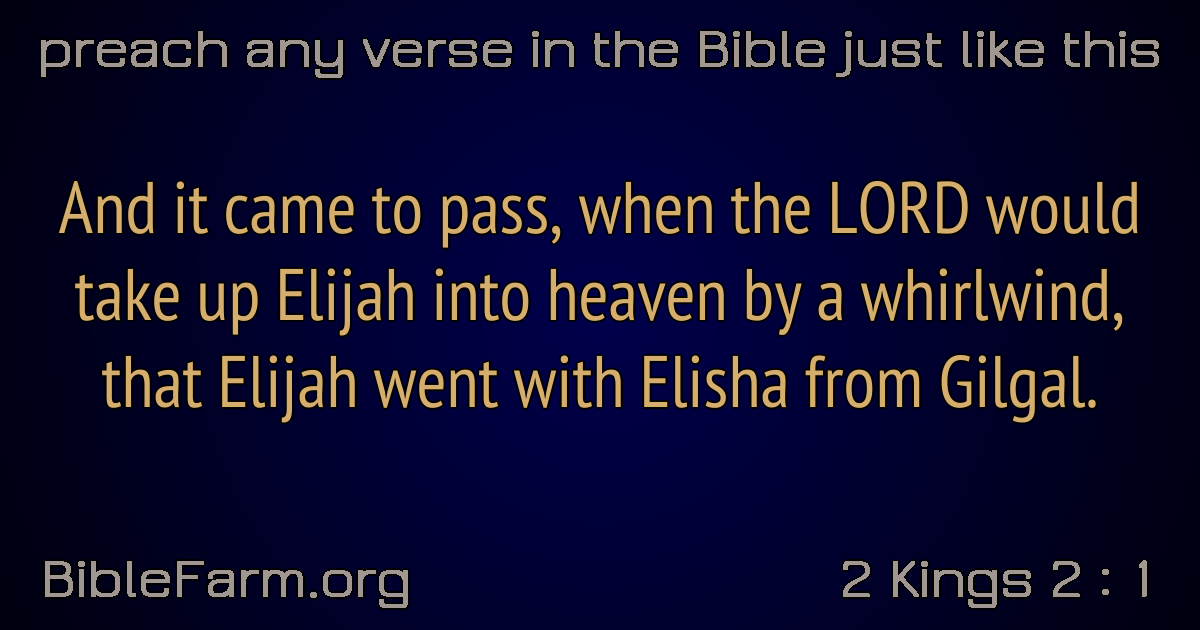 preach any verse in the Bible just like this
And it came to pass, when the LORD would
take up Elijah into heaven by a whirlwind,
that Elijah went with Elisha from Gilgal.
BibleFarm.org
2 Kings 2 : 1